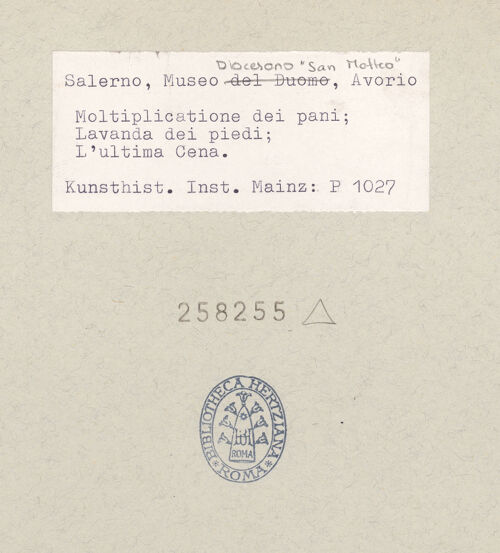 Diocesano "San Matteo"
Salerno, Museo del Duomo, Avorio
Moltiplicatione dei pani;
Lavanda dei piedi;
L'ultima Cena.
Kunsthist. Inst. Mainz: P 1027
258255
BIBLIOTHECA HERTZIANA
ROMA
ROMA